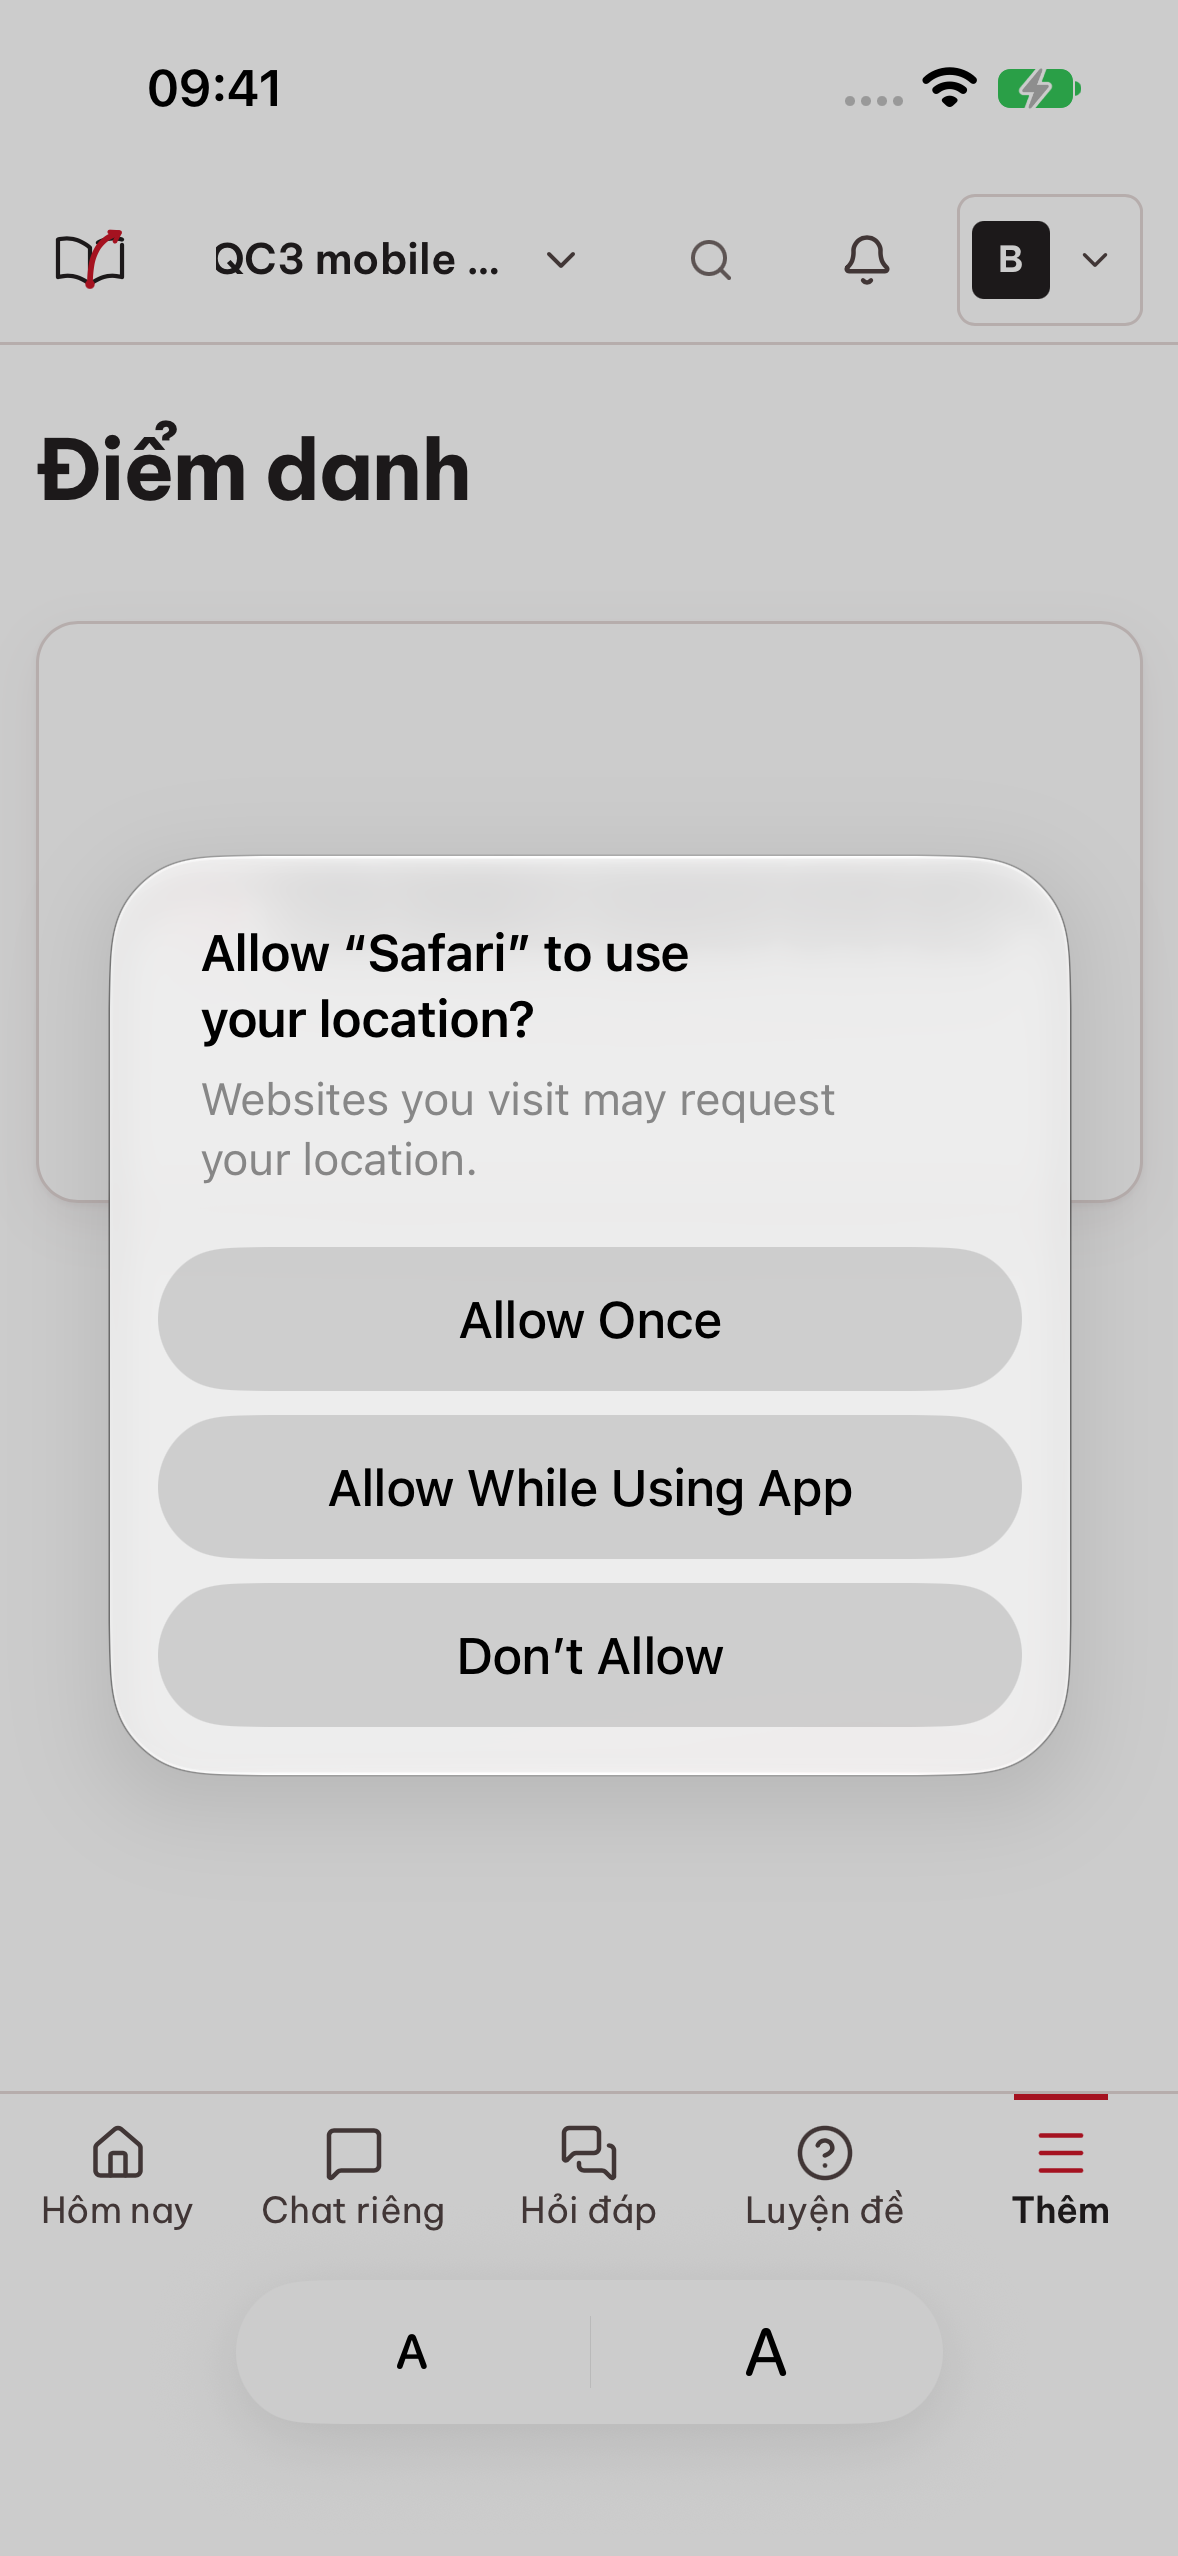 09:41
QC3 mobile ...
B
Điểm danh
Allow “Safari” to use
your location?
Websites you visit may request
your location.
Allow Once
Allow While Using App
Don’t Allow
Hôm nay
Chat riêng
Hỏi đáp
Luyện đề
Thêm
A
A